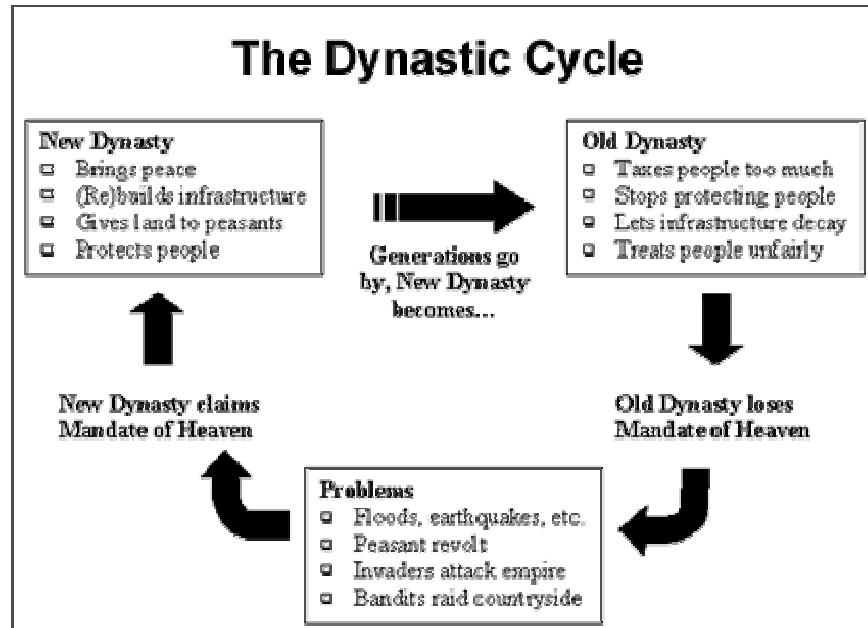 The Dynastic Cycle
New Dynasty
Brings peace
(Re)builds infrastructure
Gives land to peasants
Protects people
Generations go
by, New Dynasty
becomes...
Old Dynasty
Taxes people too much
Stops protecting people
Lets infrastructure decay
Treats people unfairly
Old Dynasty loses
Mandate of Heaven
Problems
Floods, earthquakes, etc.
Peasant revolt
Invaders attack empire
Bandits raid countryside
New Dynasty claims
Mandate of Heaven